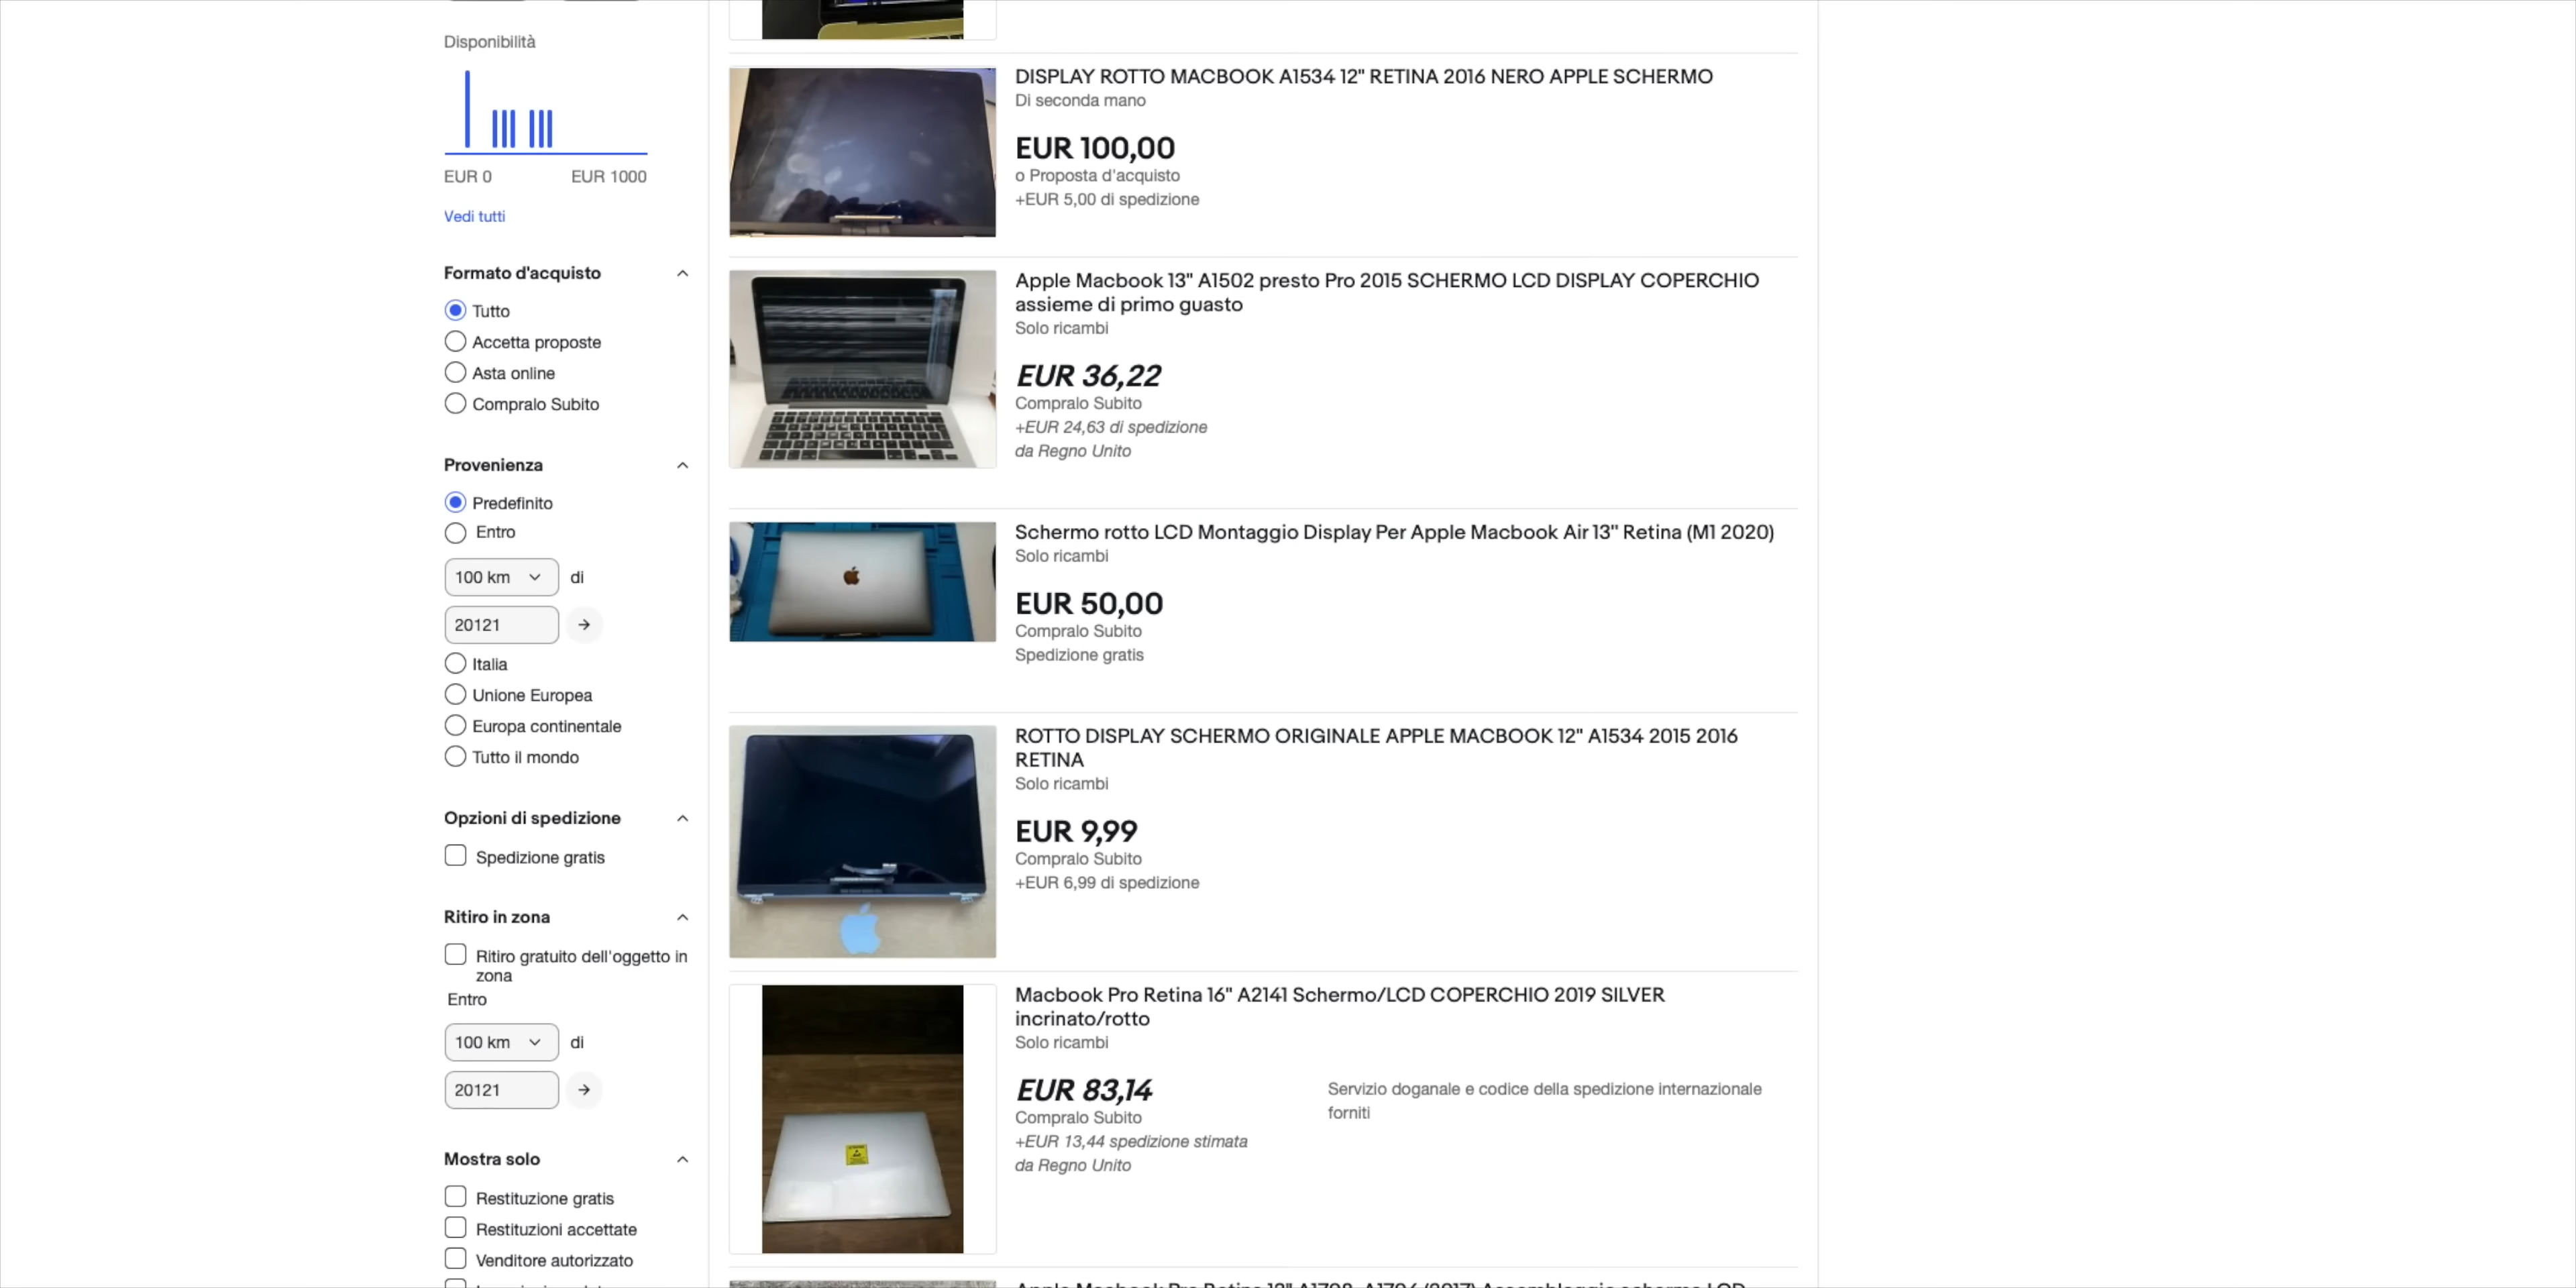 Disponibilità
EUR 0
EUR 1000
Vedi tutti
Formato d'acquisto
Tutto
Accetta proposte
Asta online
Compralo Subito
Provenienza
Predefinito
Entro
100 km
di
20121
Italia
Unione Europea
Europa continentale
Tutto il mondo
Opzioni di spedizione
Spedizione gratis
Ritiro in zona
Ritiro gratuito dell'oggetto in
zona
Entro
100 km
di
20121
Mostra solo
Restituzione gratis
Restituzioni accettate
Venditore autorizzato
DISPLAY ROTTO MACBOOK A1534 12" RETINA 2016 NERO APPLE SCHERMO
Di seconda mano
EUR 100,00
o Proposta d'acquisto
+EUR 5,00 di spedizione
Apple Macbook 13" A1502 presto Pro 2015 SCHERMO LCD DISPLAY COPERCHIO
assieme di primo guasto
Solo ricambi
EUR 36,22
Compralo Subito
+EUR 24,63 di spedizione
da Regno Unito
Schermo rotto LCD Montaggio Display Per Apple Macbook Air 13'' Retina (M1 2020)
Solo ricambi
EUR 50,00
Compralo Subito
Spedizione gratis
ROTTO DISPLAY SCHERMO ORIGINALE APPLE MACBOOK 12" A1534 2015 2016
RETINA
Solo ricambi
EUR 9,99
Compralo Subito
+EUR 6,99 di spedizione
Macbook Pro Retina 16" A2141 Schermo/LCD COPERCHIO 2019 SILVER
incrinato/rotto
Solo ricambi
EUR 83,14
Compralo Subito
+EUR 13,44 spedizione stimata
da Regno Unito
Servizio doganale e codice della spedizione internazionale
forniti